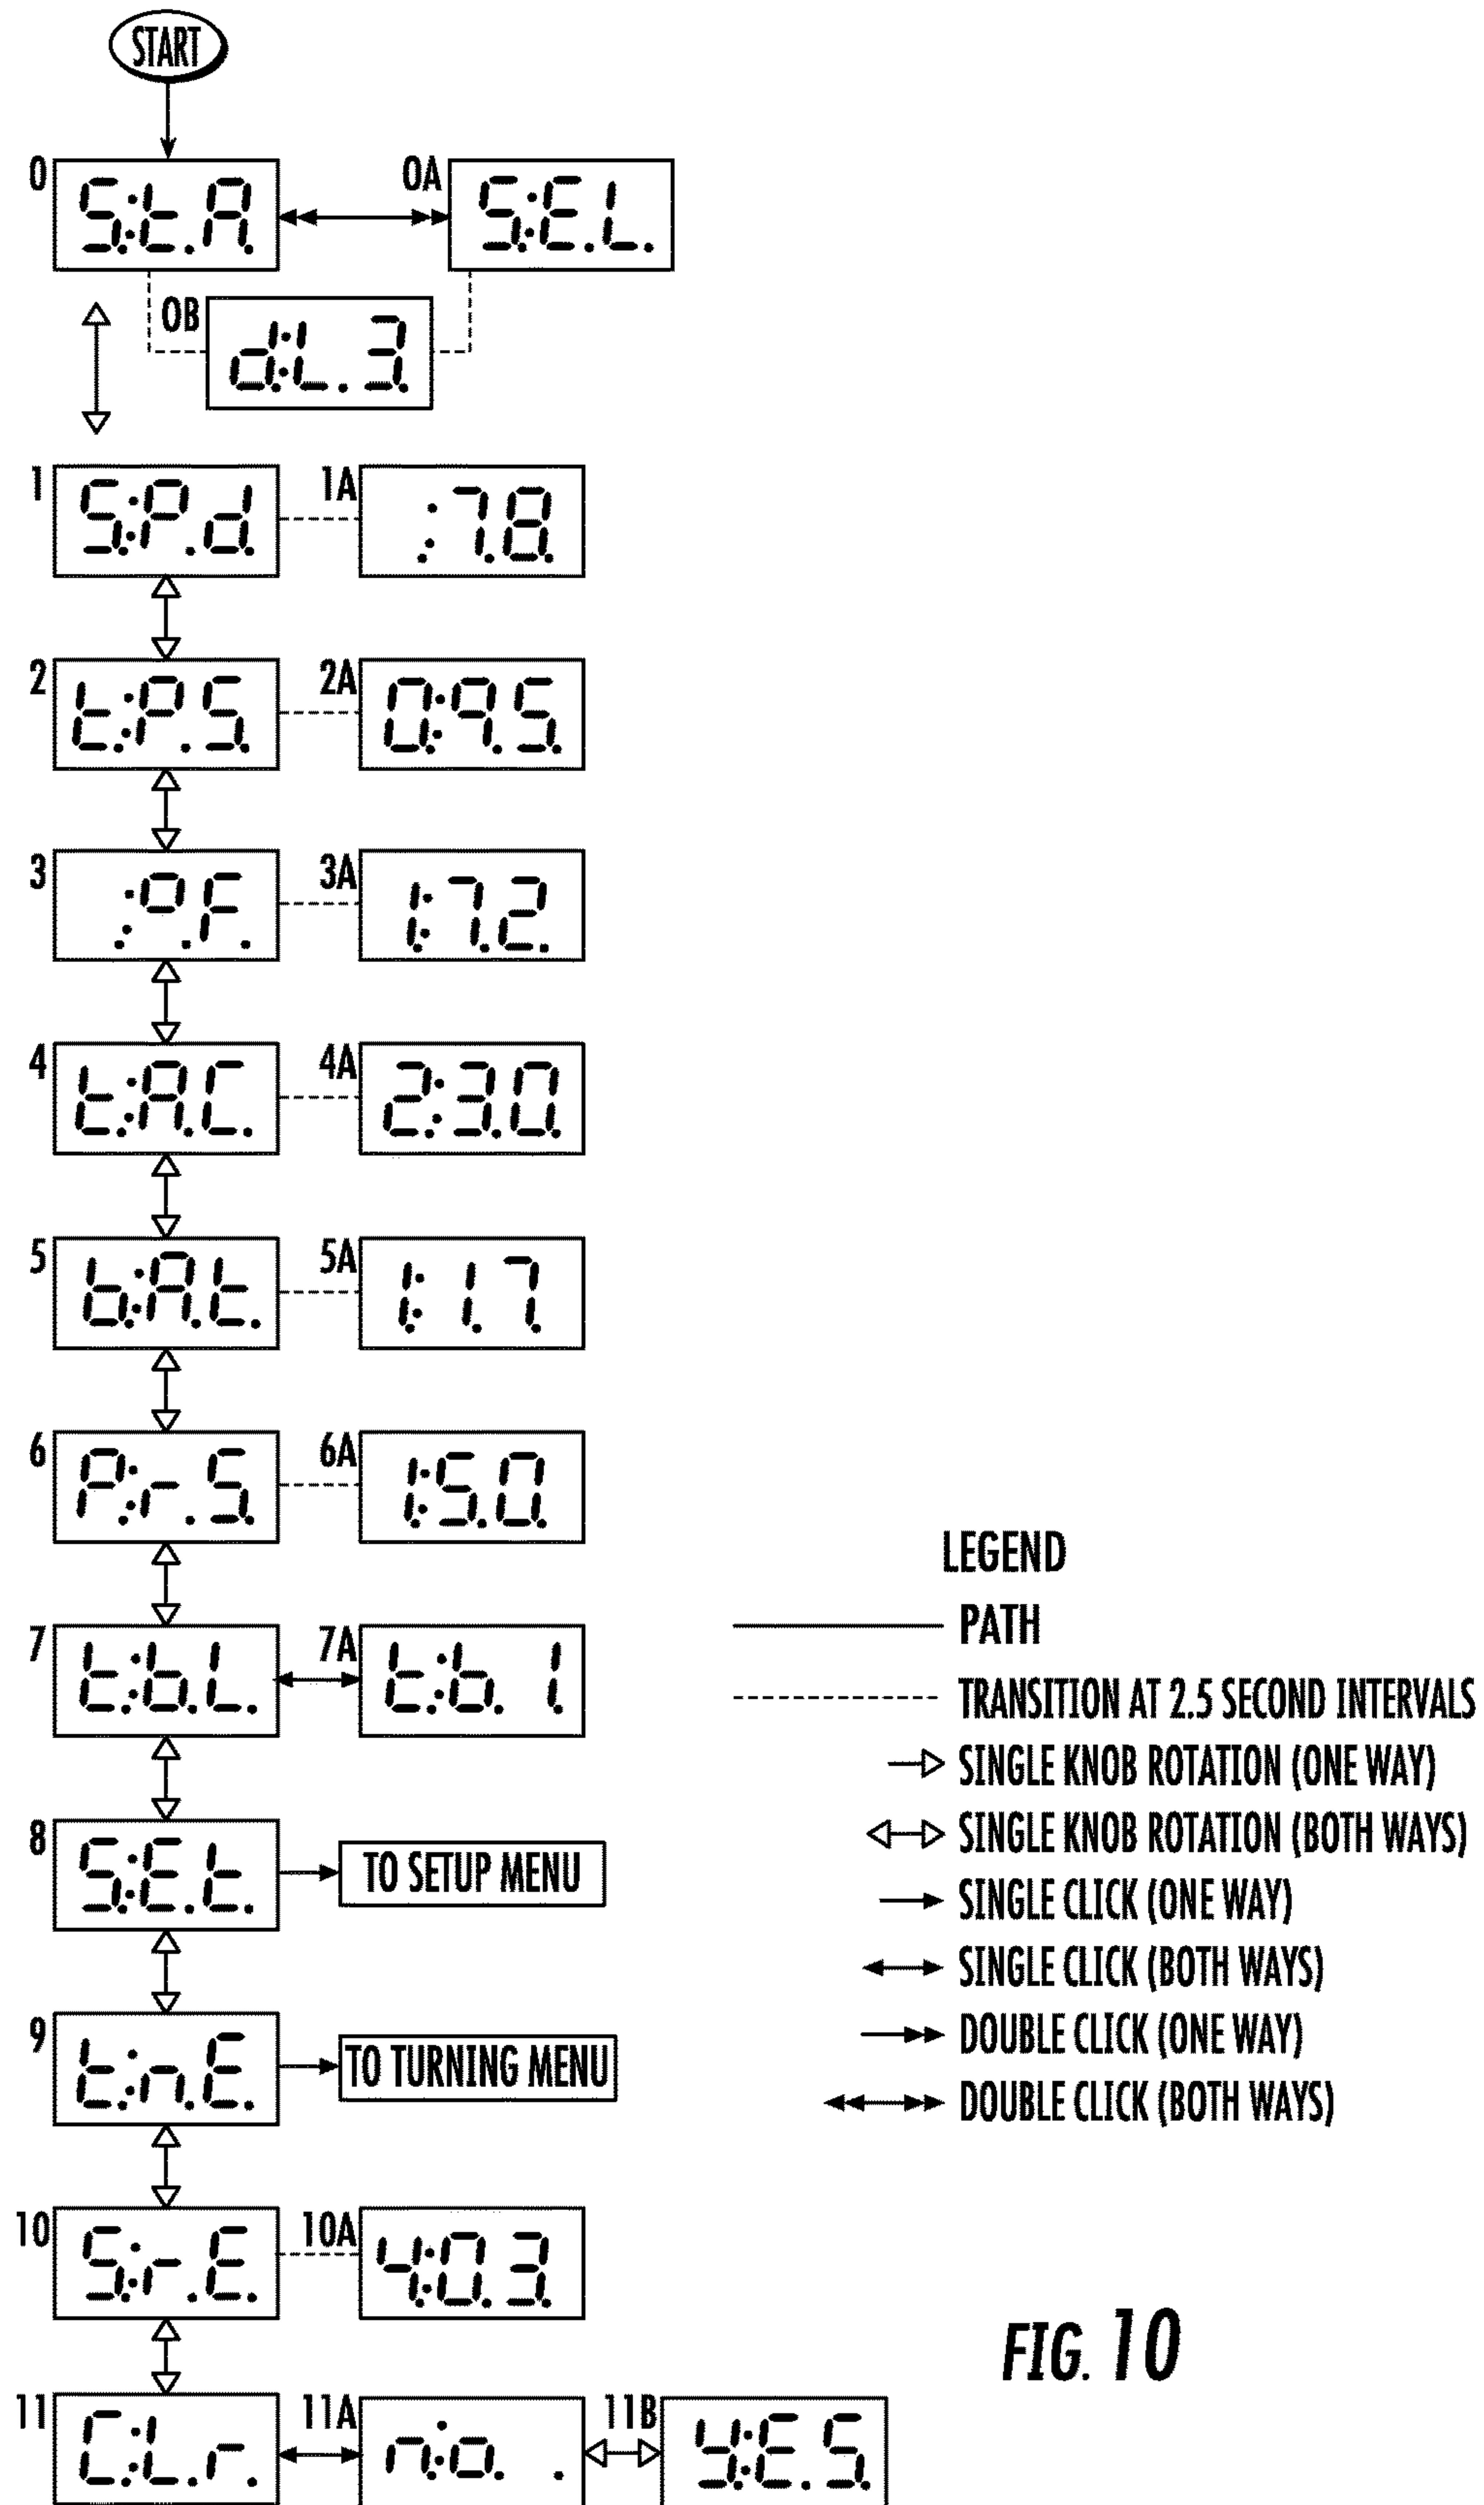 START
0
S:t.A.
0A
S:E.L.
0B
d:L. 3.
1
S:P.d.
1A
:7.8.
2
t:P.S.
2A
0:9.5.
3
:o.F.
3A
1:7.2.
4
t:A.C.
4A
2:3.0.
5
b:A.t.
5A
1:1.7.
6
P:r.S.
6A
1:5.0.
7
t:b.L.
7A
t:b.1.
8
S:E.t.
TO SETUP MENU
9
t:n.E.
TO TURNING MENU
10
S:r.E.
10A
4:0.3.
11
C:L.r.
11A
n:o. .
11B
Y:E.S.
LEGEND
PATH
TRANSITION AT 2.5 SECOND INTERVALS
SINGLE KNOB ROTATION (ONE WAY)
SINGLE KNOB ROTATION (BOTH WAYS)
SINGLE CLICK (ONE WAY)
SINGLE CLICK (BOTH WAYS)
DOUBLE CLICK (ONE WAY)
DOUBLE CLICK (BOTH WAYS)
FIG. 10